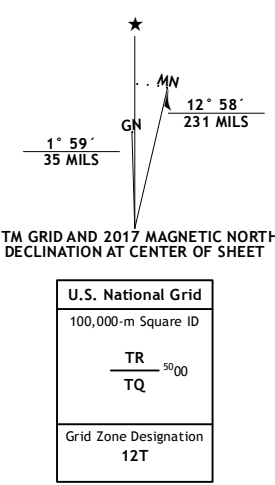 MN
GN
12° 58´
231 MILS
1° 59´
35 MILS
TM GRID AND 2017 MAGNETIC NORTH
DECLINATION AT CENTER OF SHEET
U.S. National Grid
100,000-m Square ID
TR
5000
TQ
Grid Zone Designation
12T